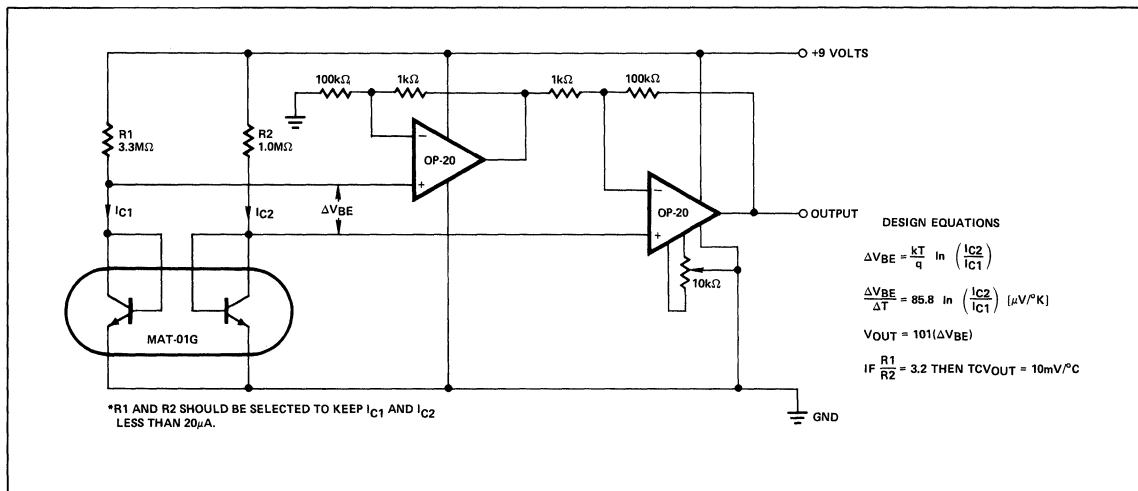 +9 VOLTS
100kΩ
1kΩ
1kΩ
100kΩ
R1
3.3MΩ
R2
1.0MΩ
−
OP-20
+
IC1
IC2
ΔVBE
−
OP-20
+
OUTPUT
10kΩ
MAT-01G
GND
*R1 AND R2 SHOULD BE SELECTED TO KEEP IC1 AND IC2
LESS THAN 20μA.
DESIGN EQUATIONS
ΔVBE = kT/q ln (IC2/IC1)
ΔVBE/ΔT = 85.8 ln (IC2/IC1) [μV/°K]
VOUT = 101(ΔVBE)
IF R1/R2 = 3.2 THEN TCVOUT = 10mV/°C